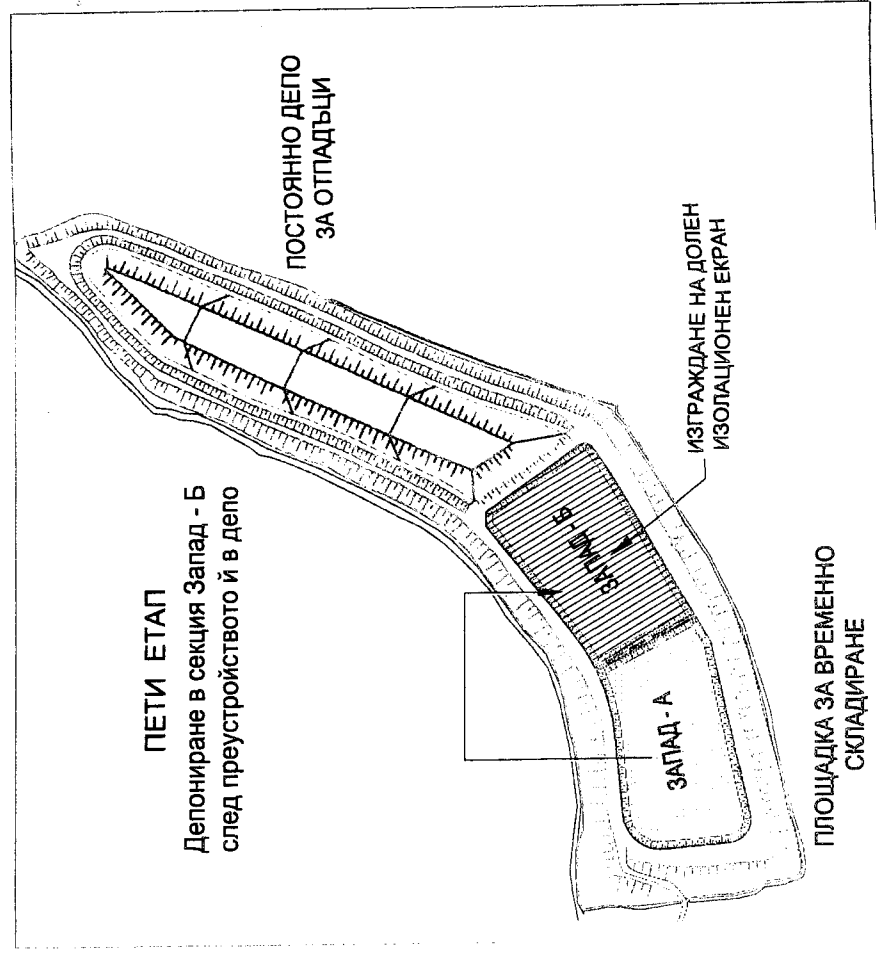 ПЕТИ ЕТАП
Депониране в секция Запад - Б
след преустройството й в депо
ПОСТОЯННО ДЕПО
ЗА ОТПАДЪЦИ
ИЗГРАЖДАНЕ НА ДОЛЕН
ИЗОЛАЦИОНЕН ЕКРАН
ЗАПАД - Б
ЗАПАД - А
ПЛОЩАДКА ЗА ВРЕМЕННО
СКЛАДИРАНЕ